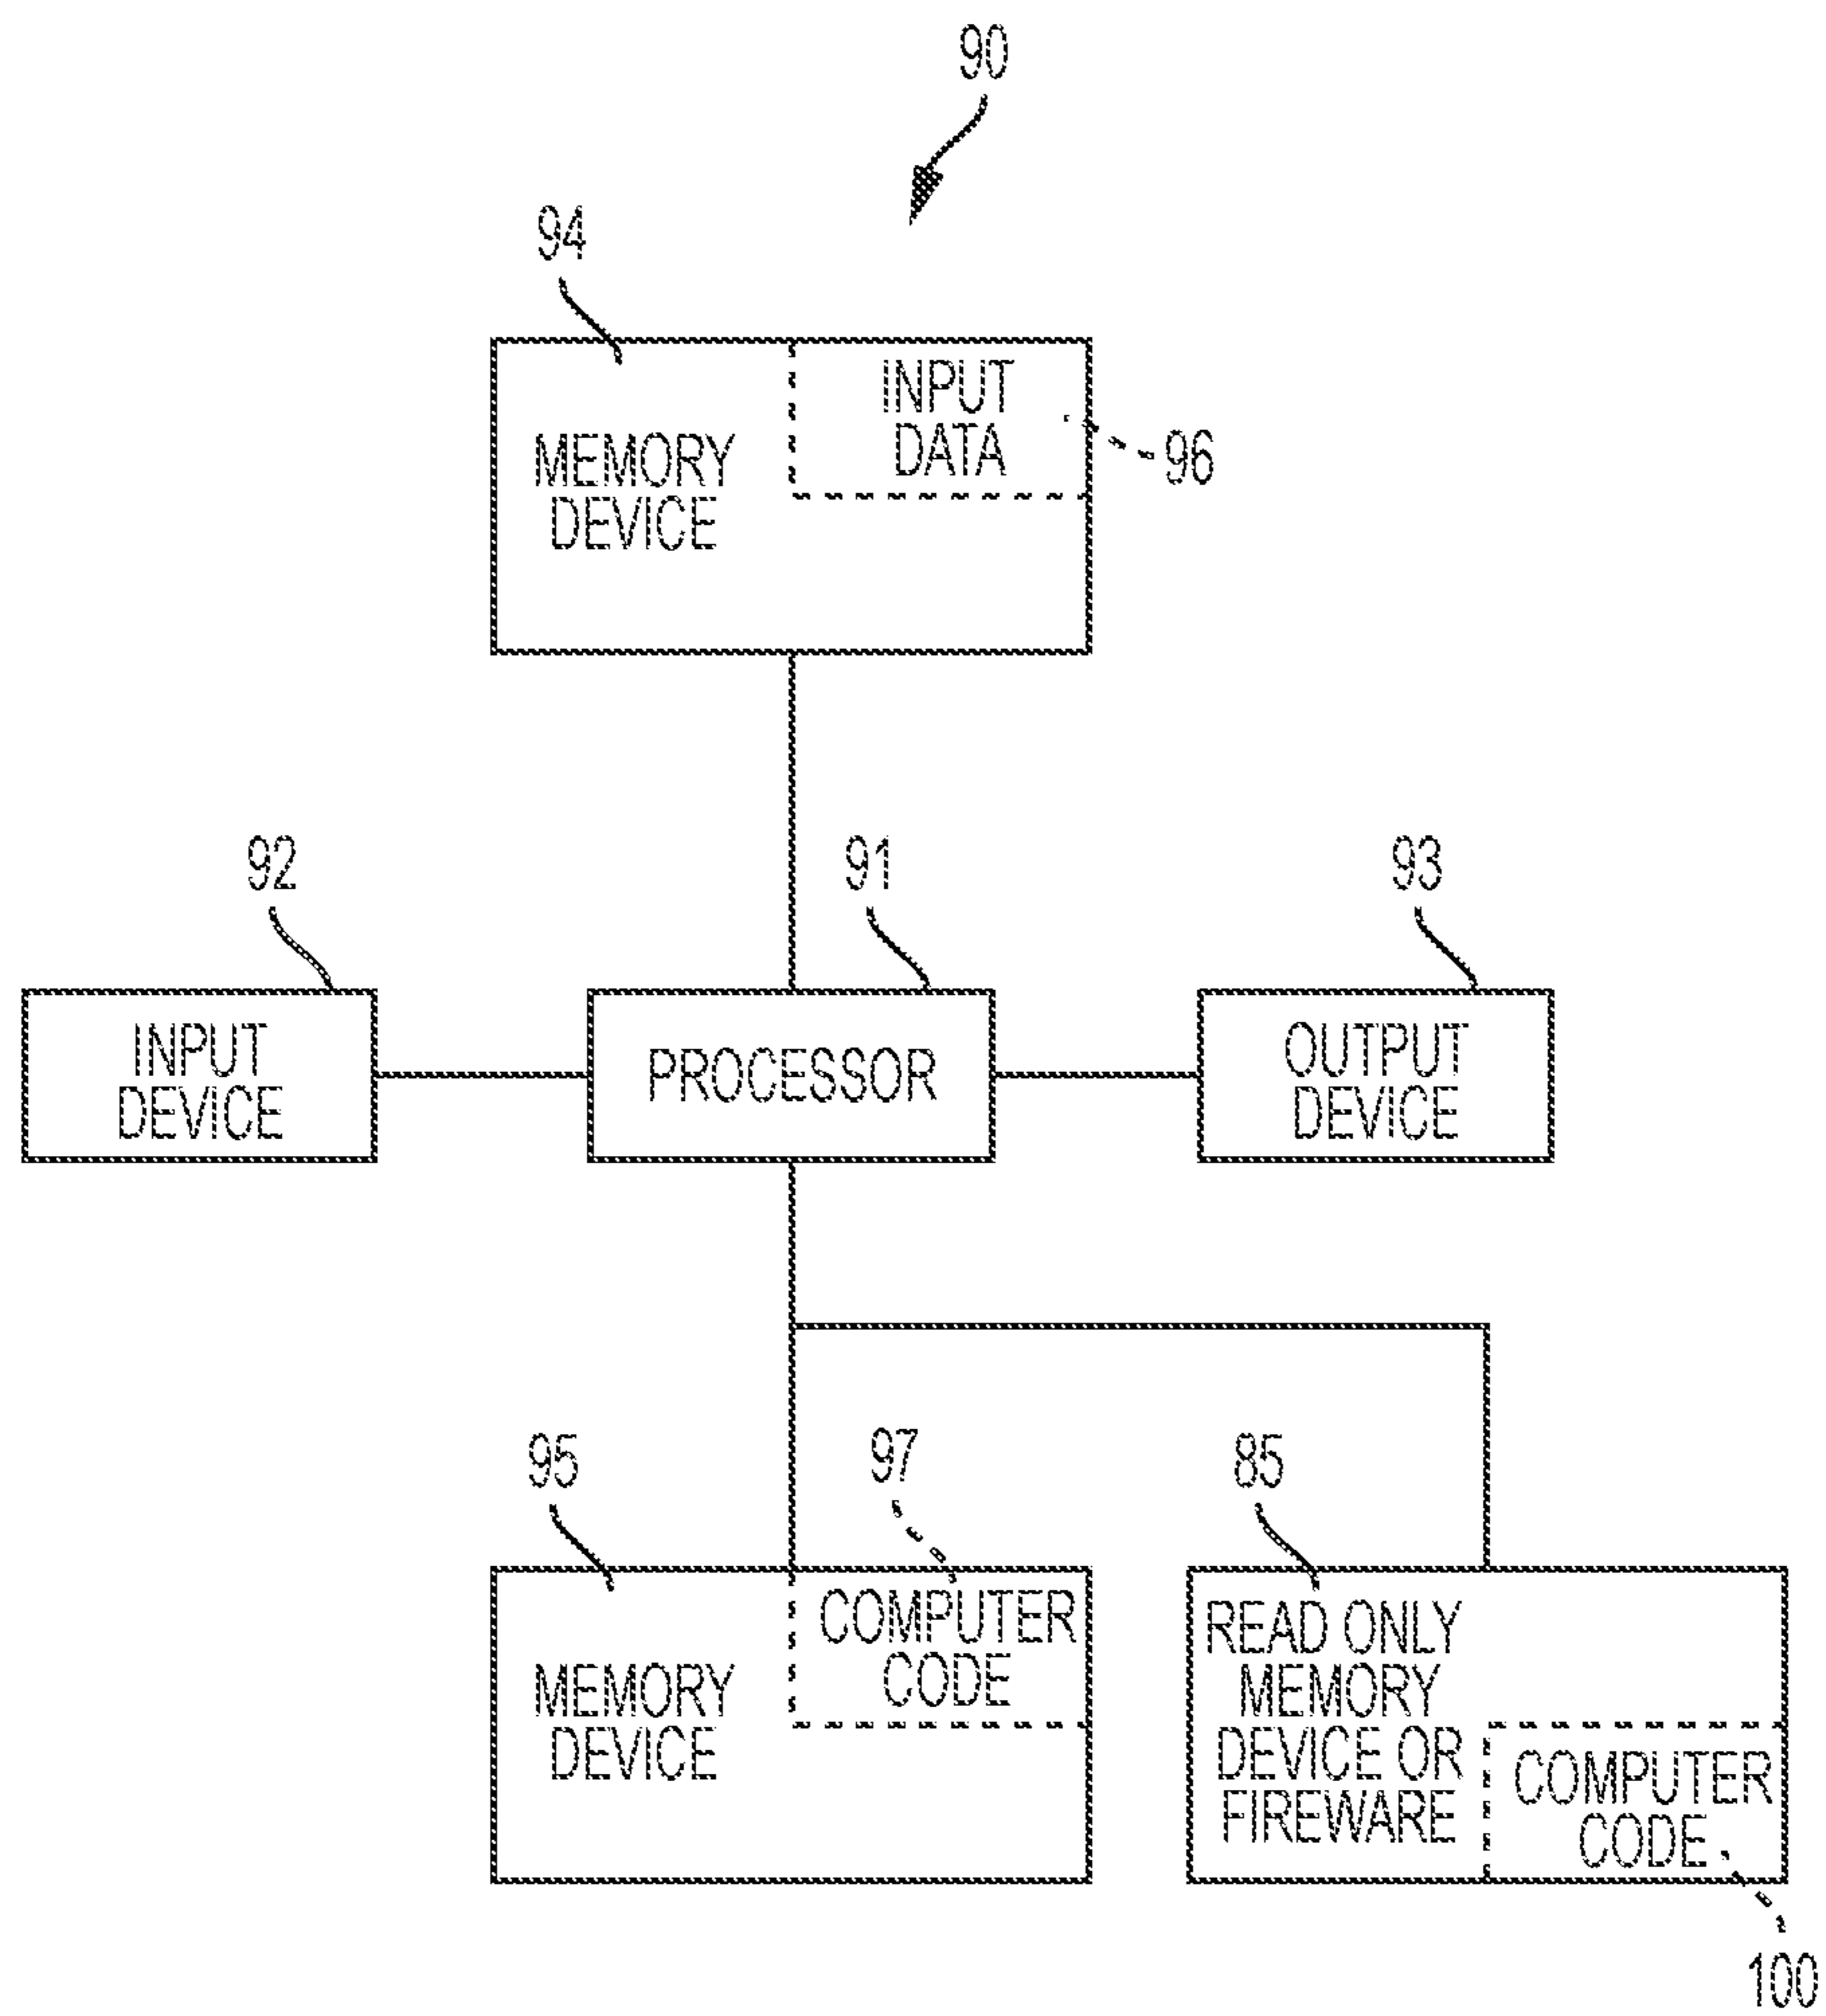 90
94
INPUT
DATA
96
MEMORY
DEVICE
92
91
93
INPUT
DEVICE
PROCESSOR
OUTPUT
DEVICE
95
97
85
COMPUTER
CODE
MEMORY
DEVICE
READ ONLY
MEMORY
DEVICE OR
FIREWARE
COMPUTER
CODE
100